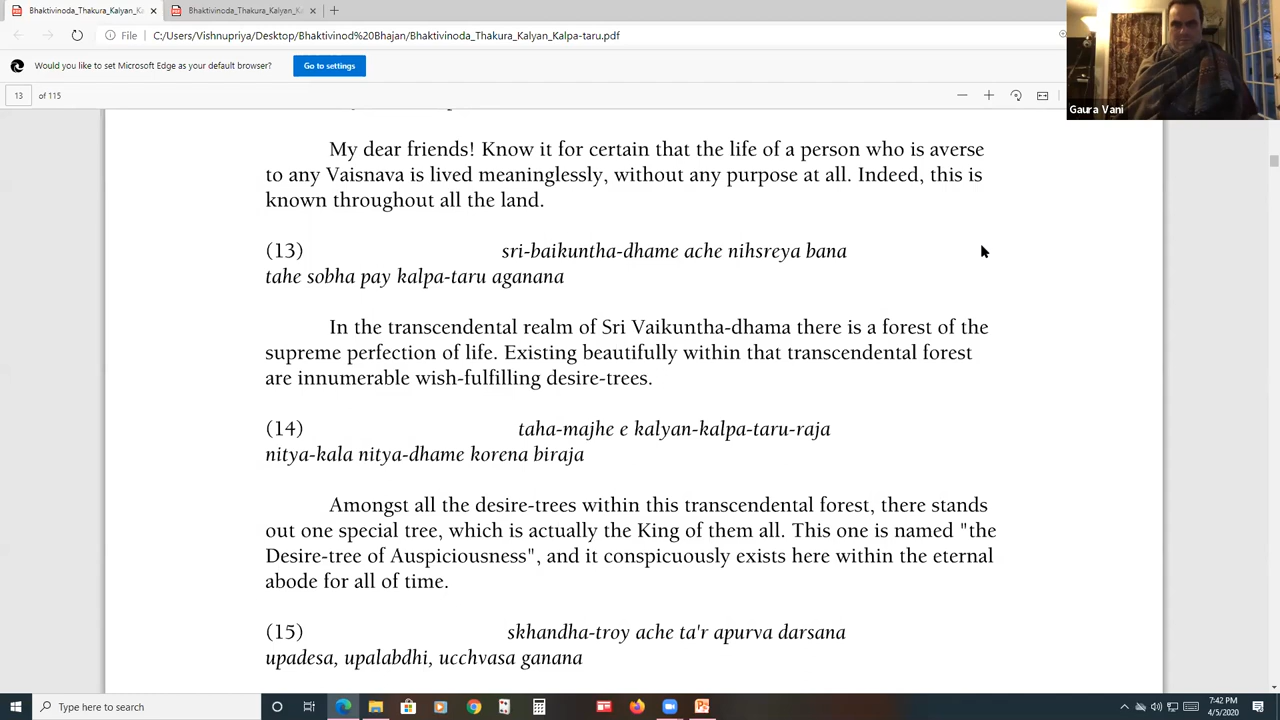 Bhaktivinoda_Thakura_Kalyan_Ka
Bhaktivinoda_Thakura_Kalyan_K
File
C:/Users/Vishnupriya/Desktop/Bhaktivinod%20Bhajan/Bhaktivinoda_Thakura_Kalyan_Kalpa-taru.pdf
Would you like to set Microsoft Edge as your default browser?
Go to settings
13 of 115
Gaura Vani
My dear friends! Know it for certain that the life of a person who is averse
to any Vaisnava is lived meaninglessly, without any purpose at all. Indeed, this is
known throughout all the land.
(13) sri-baikuntha-dhame ache nihsreya bana
tahe sobha pay kalpa-taru aganana
In the transcendental realm of Sri Vaikuntha-dhama there is a forest of the
supreme perfection of life. Existing beautifully within that transcendental forest
are innumerable wish-fulfilling desire-trees.
(14) taha-majhe e kalyan-kalpa-taru-raja
nitya-kala nitya-dhame korena biraja
Amongst all the desire-trees within this transcendental forest, there stands
out one special tree, which is actually the King of them all. This one is named "the
Desire-tree of Auspiciousness", and it conspicuously exists here within the eternal
abode for all of time.
(15) skhandha-troy ache ta'r apurva darsana
upadesa, upalabdhi, ucchvasa ganana
Type here to search
7:42 PM
4/5/2020